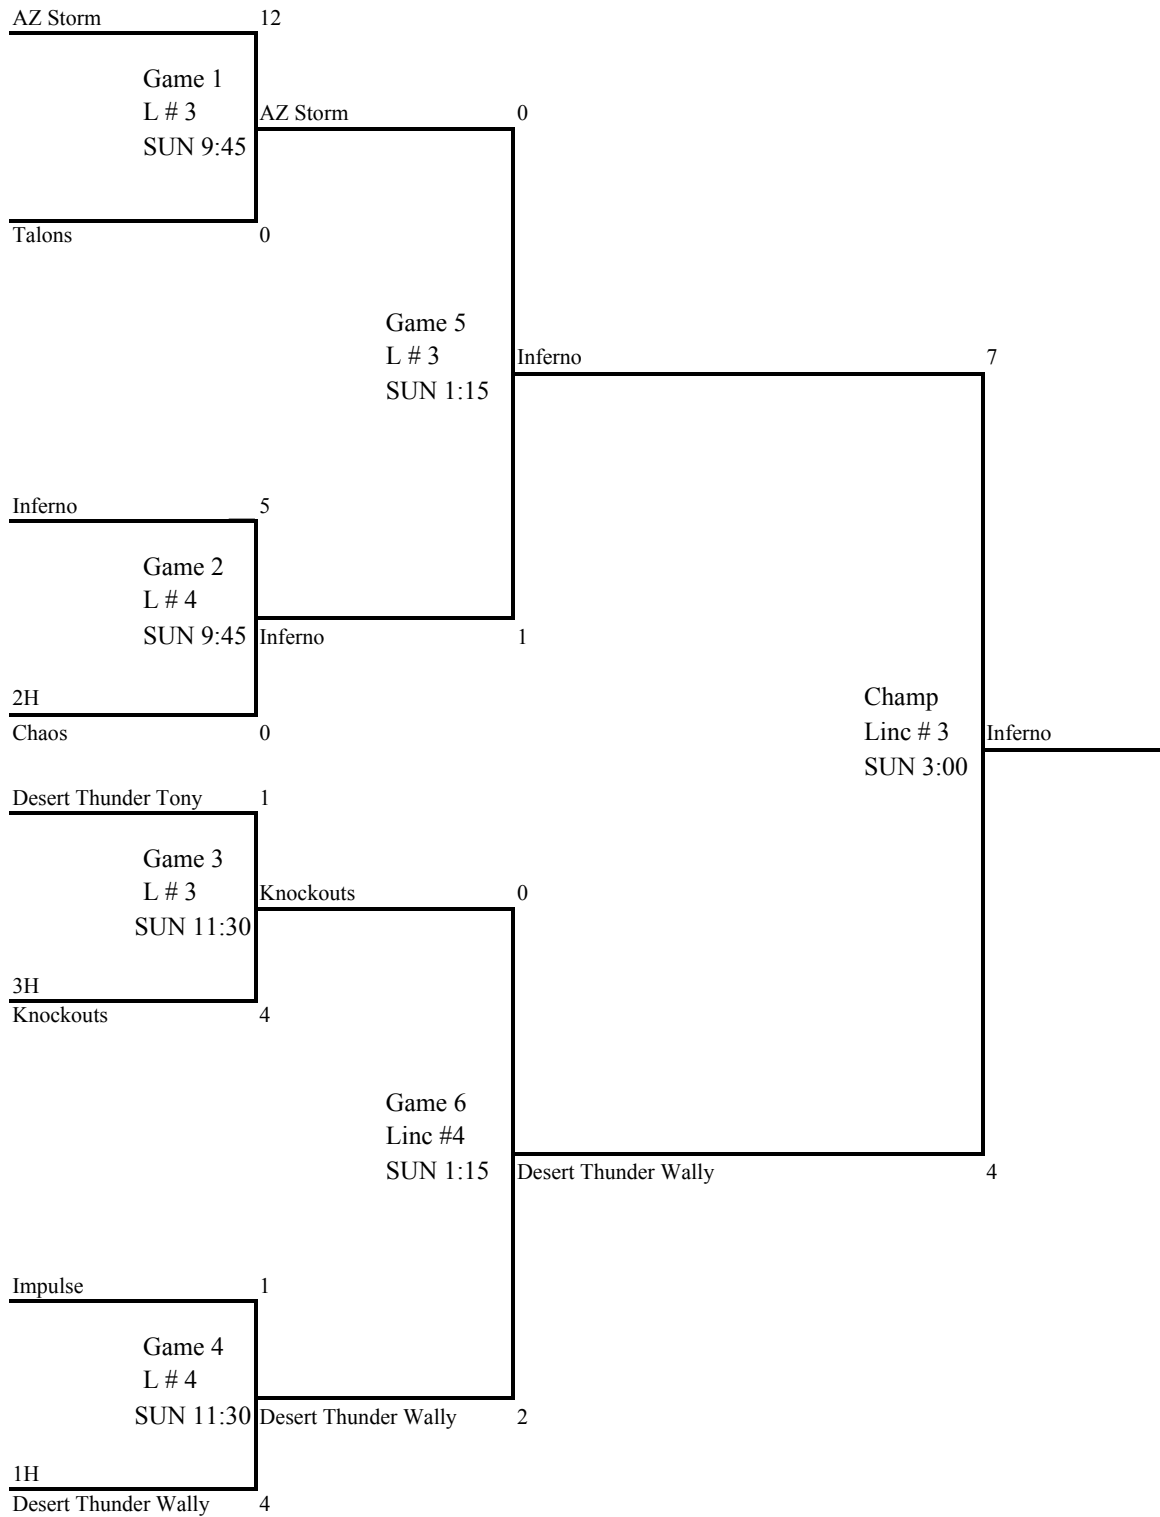 AZ Storm 12
Game 1
L # 3
AZ Storm 0
SUN 9:45
Talons 0
Game 5
L # 3
Inferno 7
SUN 1:15
Inferno 5
Game 2
L # 4
SUN 9:45
Inferno 1
2H
Chaos 0
Champ
Linc # 3
Inferno
SUN 3:00
Desert Thunder Tony 1
Game 3
L # 3
Knockouts 0
SUN 11:30
3H
Knockouts 4
Game 6
Linc #4
SUN 1:15
Desert Thunder Wally 4
Impulse 1
Game 4
L # 4
SUN 11:30
Desert Thunder Wally 2
1H
Desert Thunder Wally 4